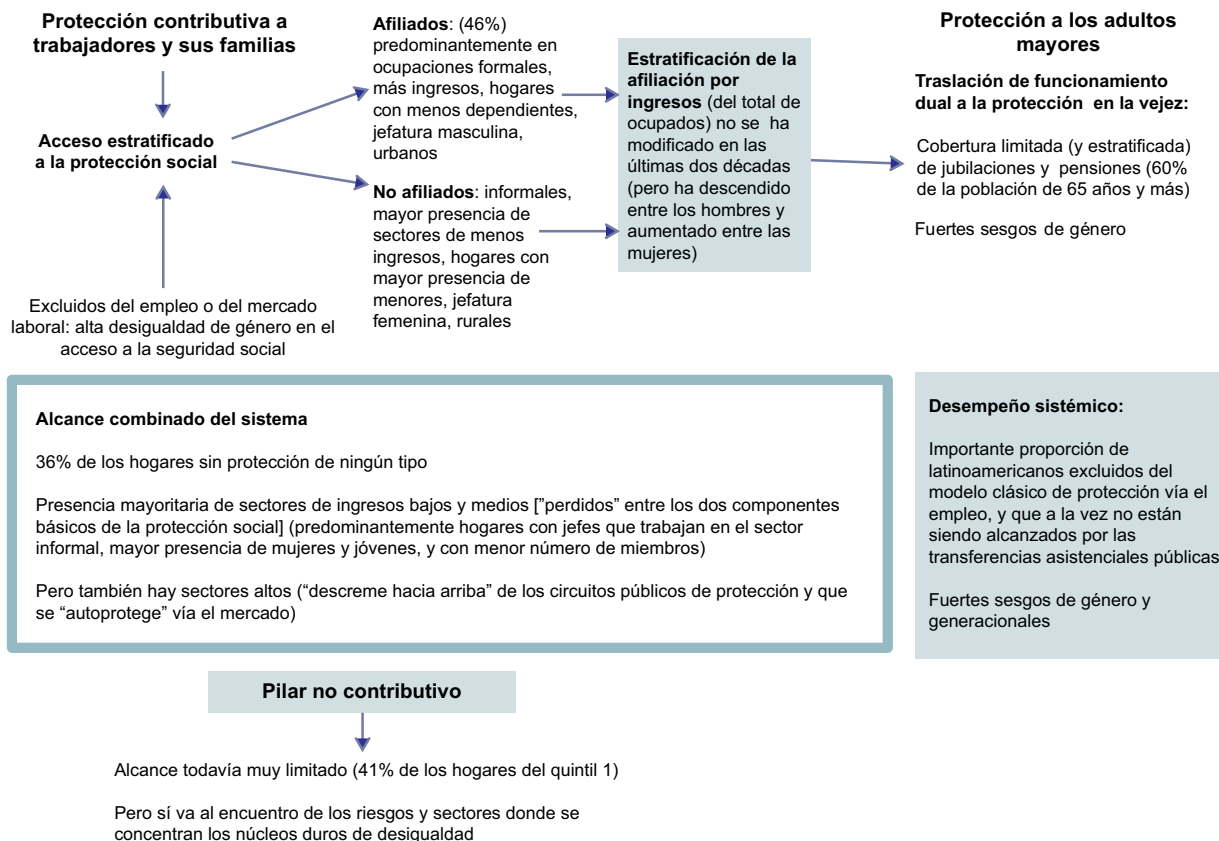 Protección contributiva a
trabajadores y sus familias
Acceso estratificado
a la protección social
Excluidos del empleo o del mercado
laboral: alta desigualdad de género en el
acceso a la seguridad social
Afiliados: (46%)
predominantemente en
ocupaciones formales,
más ingresos, hogares
con menos dependientes,
jefatura masculina,
urbanos
No afiliados: informales,
mayor presencia de
sectores de menos
ingresos, hogares con
mayor presencia de
menores, jefatura
femenina, rurales
Estratificación de la
afiliación por
ingresos (del total de
ocupados) no se ha
modificado en las
últimas dos décadas
(pero ha descendido
entre los hombres y
aumentado entre las
mujeres)
Protección a los adultos
mayores
Traslación de funcionamiento
dual a la protección en la vejez:
Cobertura limitada (y estratificada)
de jubilaciones y pensiones (60%
de la población de 65 años y más)
Fuertes sesgos de género
Alcance combinado del sistema
36% de los hogares sin protección de ningún tipo
Presencia mayoritaria de sectores de ingresos bajos y medios ["perdidos” entre los dos componentes
básicos de la protección social] (predominantemente hogares con jefes que trabajan en el sector
informal, mayor presencia de mujeres y jóvenes, y con menor número de miembros)
Pero también hay sectores altos (“descreme hacia arriba” de los circuitos públicos de protección y que
se “autoprotege” vía el mercado)
Desempeño sistémico:
Importante proporción de
latinoamericanos excluidos del
modelo clásico de protección vía el
empleo, y que a la vez no están
siendo alcanzados por las
transferencias asistenciales públicas
Fuertes sesgos de género y
generacionales
Pilar no contributivo
Alcance todavía muy limitado (41% de los hogares del quintil 1)
Pero sí va al encuentro de los riesgos y sectores donde se
concentran los núcleos duros de desigualdad